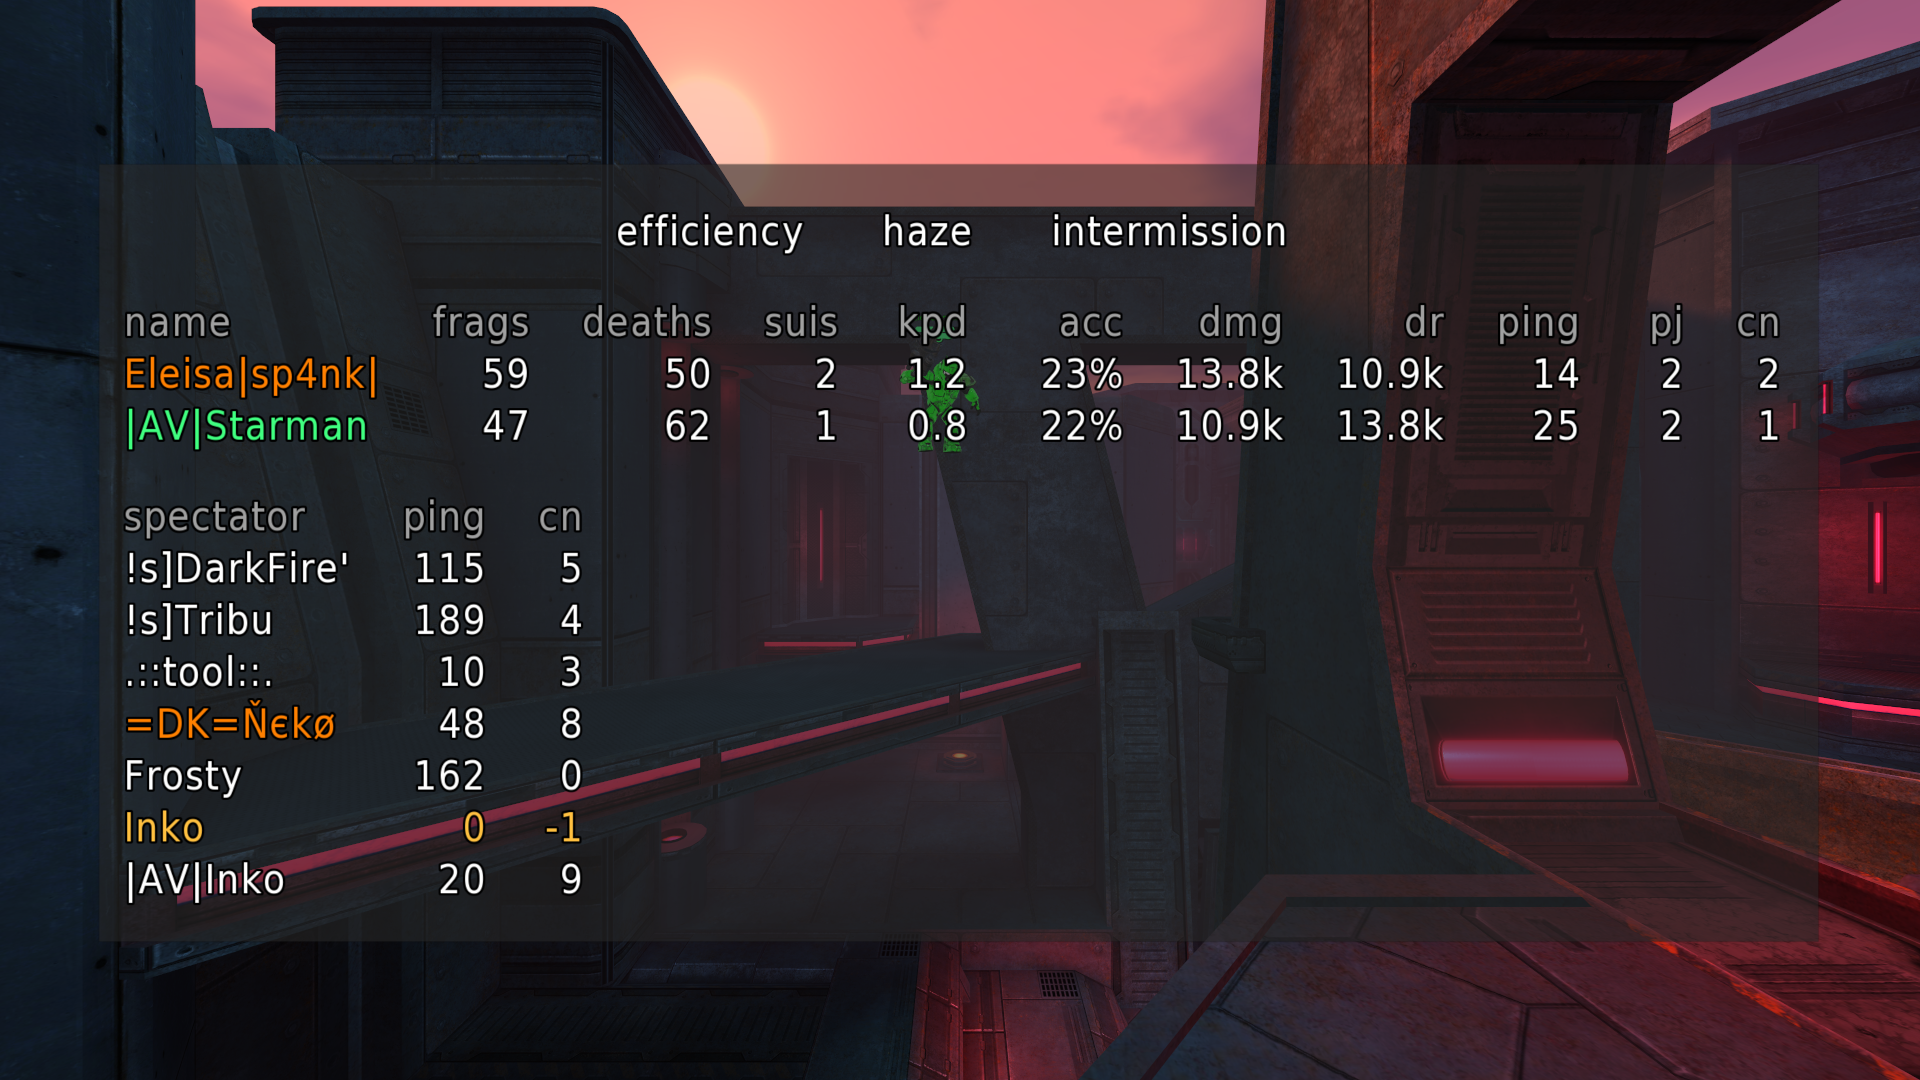 efficiency haze intermission
name frags deaths suis kpd acc dmg dr ping pj cn
Eleisa|sp4nk| 59 50 2 1.2 23% 13.8k 10.9k 14 2 2
|AV|Starman 47 62 1 0.8 22% 10.9k 13.8k 25 2 1
spectator ping cn
!s]DarkFire' 115 5
!s]Tribu 189 4
.::tool::. 10 3
=DK=Ňєkø 48 8
Frosty 162 0
Inko 0 -1
|AV|Inko 20 9